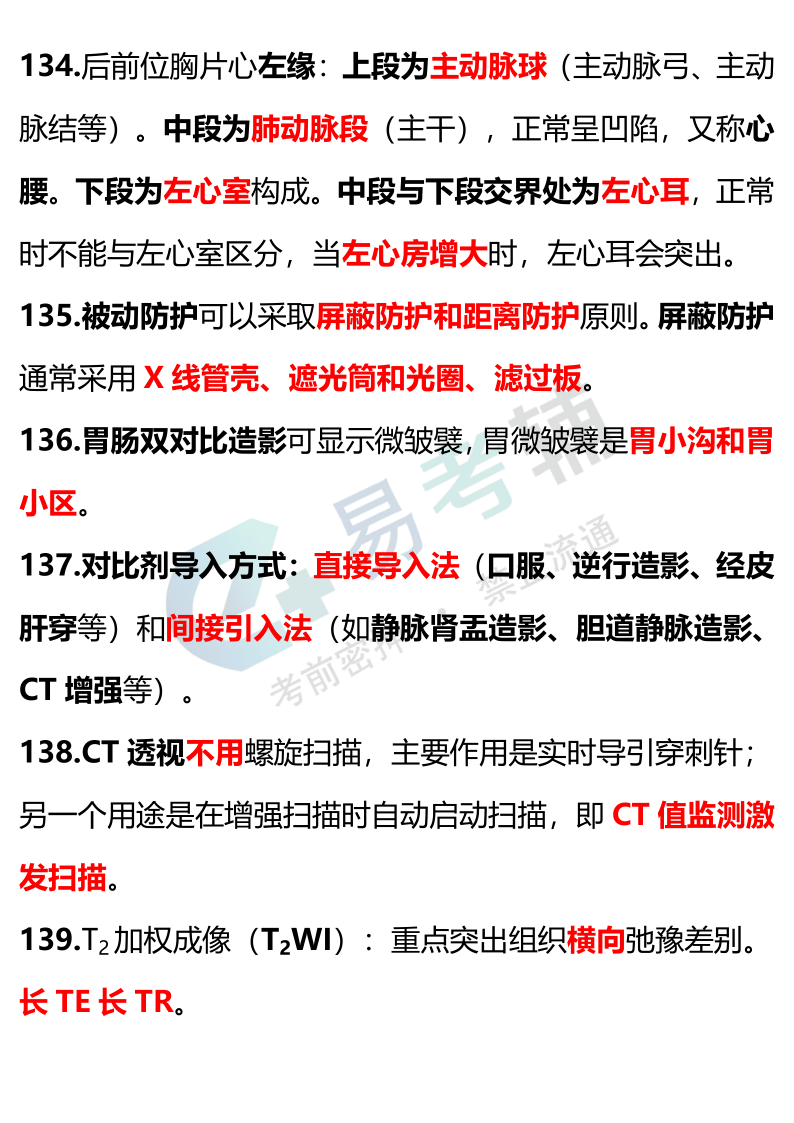 134.后前位胸片心左缘：上段为主动脉球（主动脉弓、主动
脉结等）。中段为肺动脉段（主干），正常呈凹陷，又称心
腰。下段为左心室构成。中段与下段交界处为左心耳，正常
时不能与左心室区分，当左心房增大时，左心耳会突出。
135.被动防护可以采取屏蔽防护和距离防护原则。屏蔽防护
通常采用 X 线管壳、遮光筒和光圈、滤过板。
136.胃肠双对比造影可显示微皱襞，胃微皱襞是胃小沟和胃
小区。
137.对比剂导入方式：直接导入法（口服、逆行造影、经皮
肝穿等）和间接引入法（如静脉肾盂造影、胆道静脉造影、
CT 增强等）。
138.CT 透视不用螺旋扫描，主要作用是实时导引穿刺针；
另一个用途是在增强扫描时自动启动扫描，即 CT 值监测激
发扫描。
139.T₂加权成像（T₂WI）：重点突出组织横向弛豫差别。
长 TE 长 TR。
易考辅
考前密押 · 禁止流通